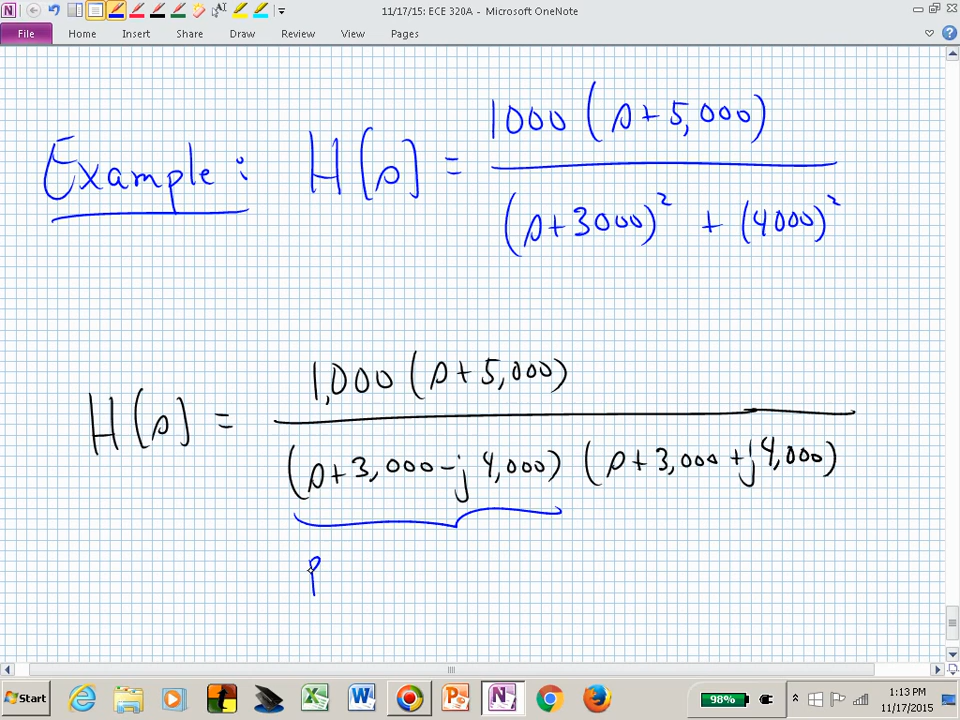 11/17/15: ECE 320A - Microsoft OneNote
File Home Insert Share Draw Review View Pages
Example: H(s) = 1000 (s+5,000)
(s+3000)² + (4000)²
H(s) = 1,000 (s+5,000)
(s+3,000-j4,000) (s+3,000+j4,000)
P
Start 98% 1:13 PM
11/17/2015